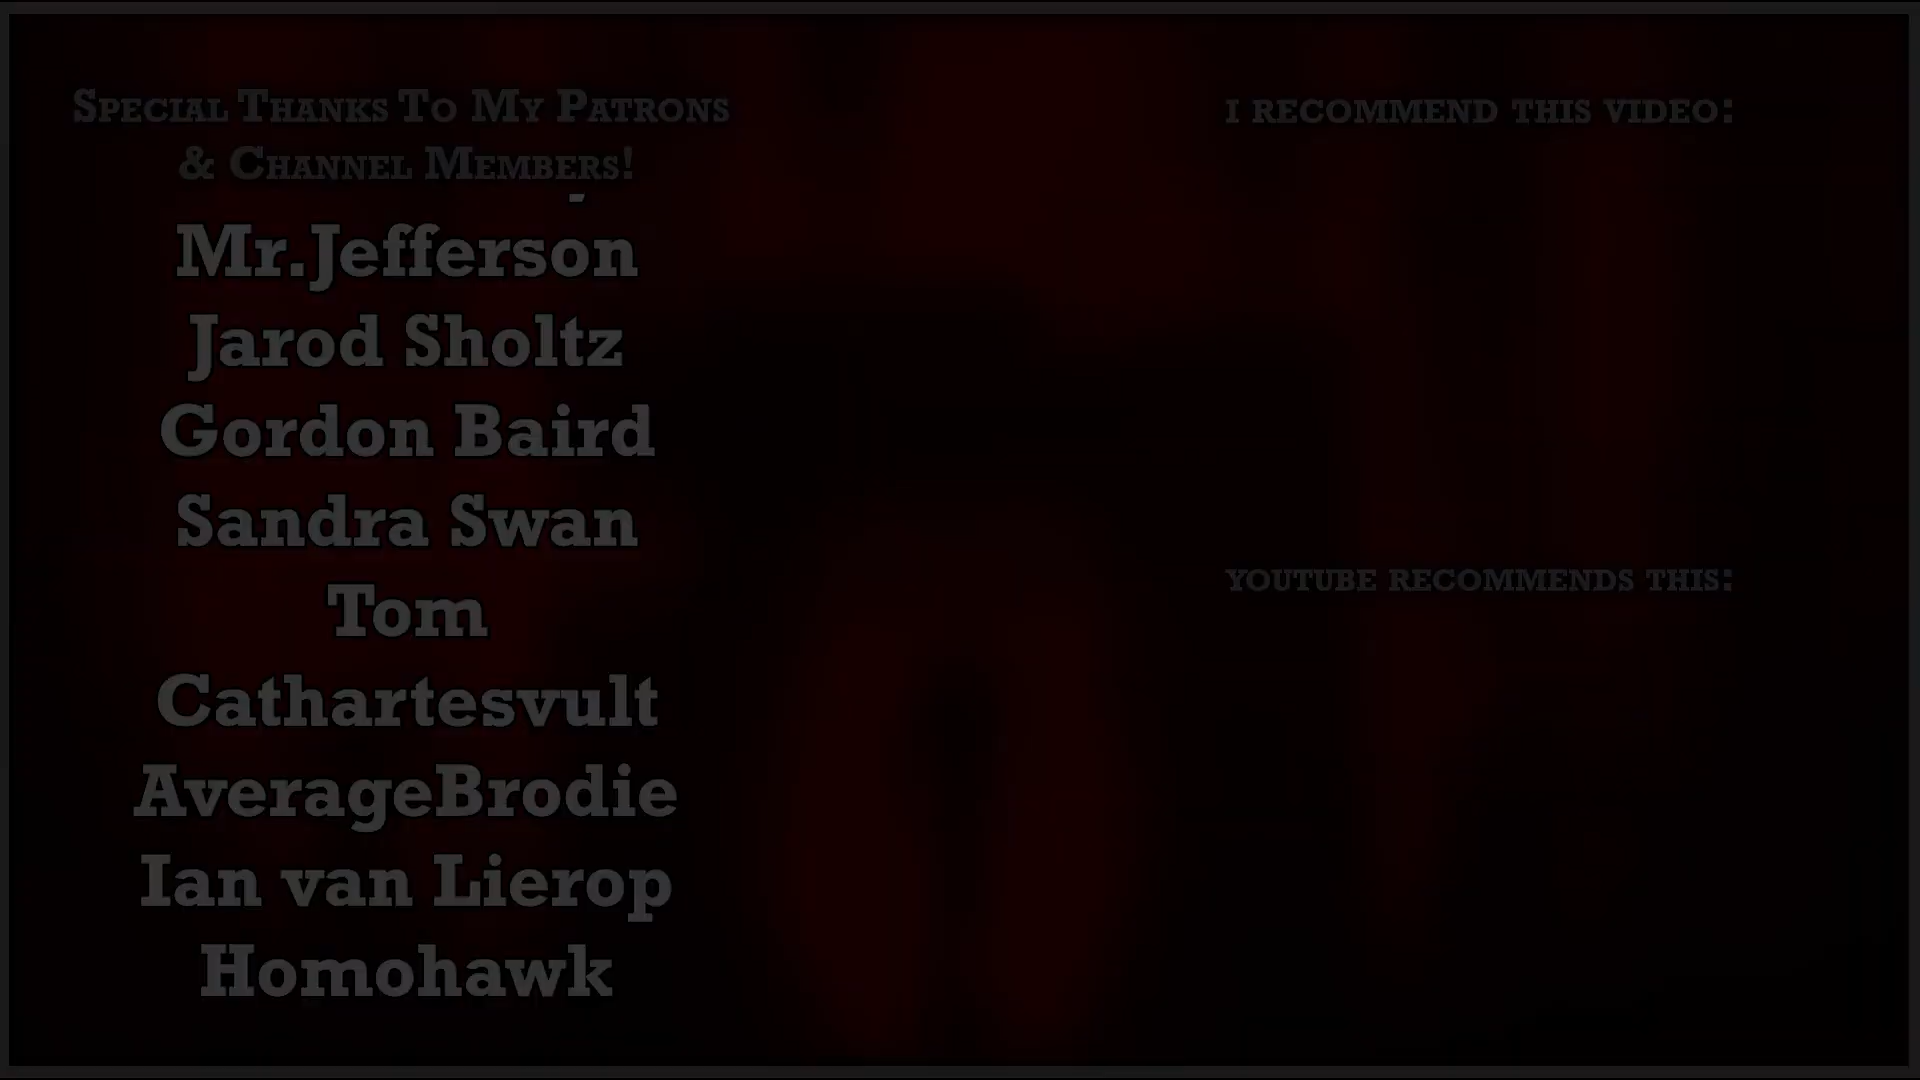 Special Thanks To My Patrons
& Channel Members!
Mr.Jefferson
Jarod Sholtz
Gordon Baird
Sandra Swan
Tom
Cathartesvult
AverageBrodie
Ian van Lierop
Homohawk
I recommend this video:
YouTube recommends this: